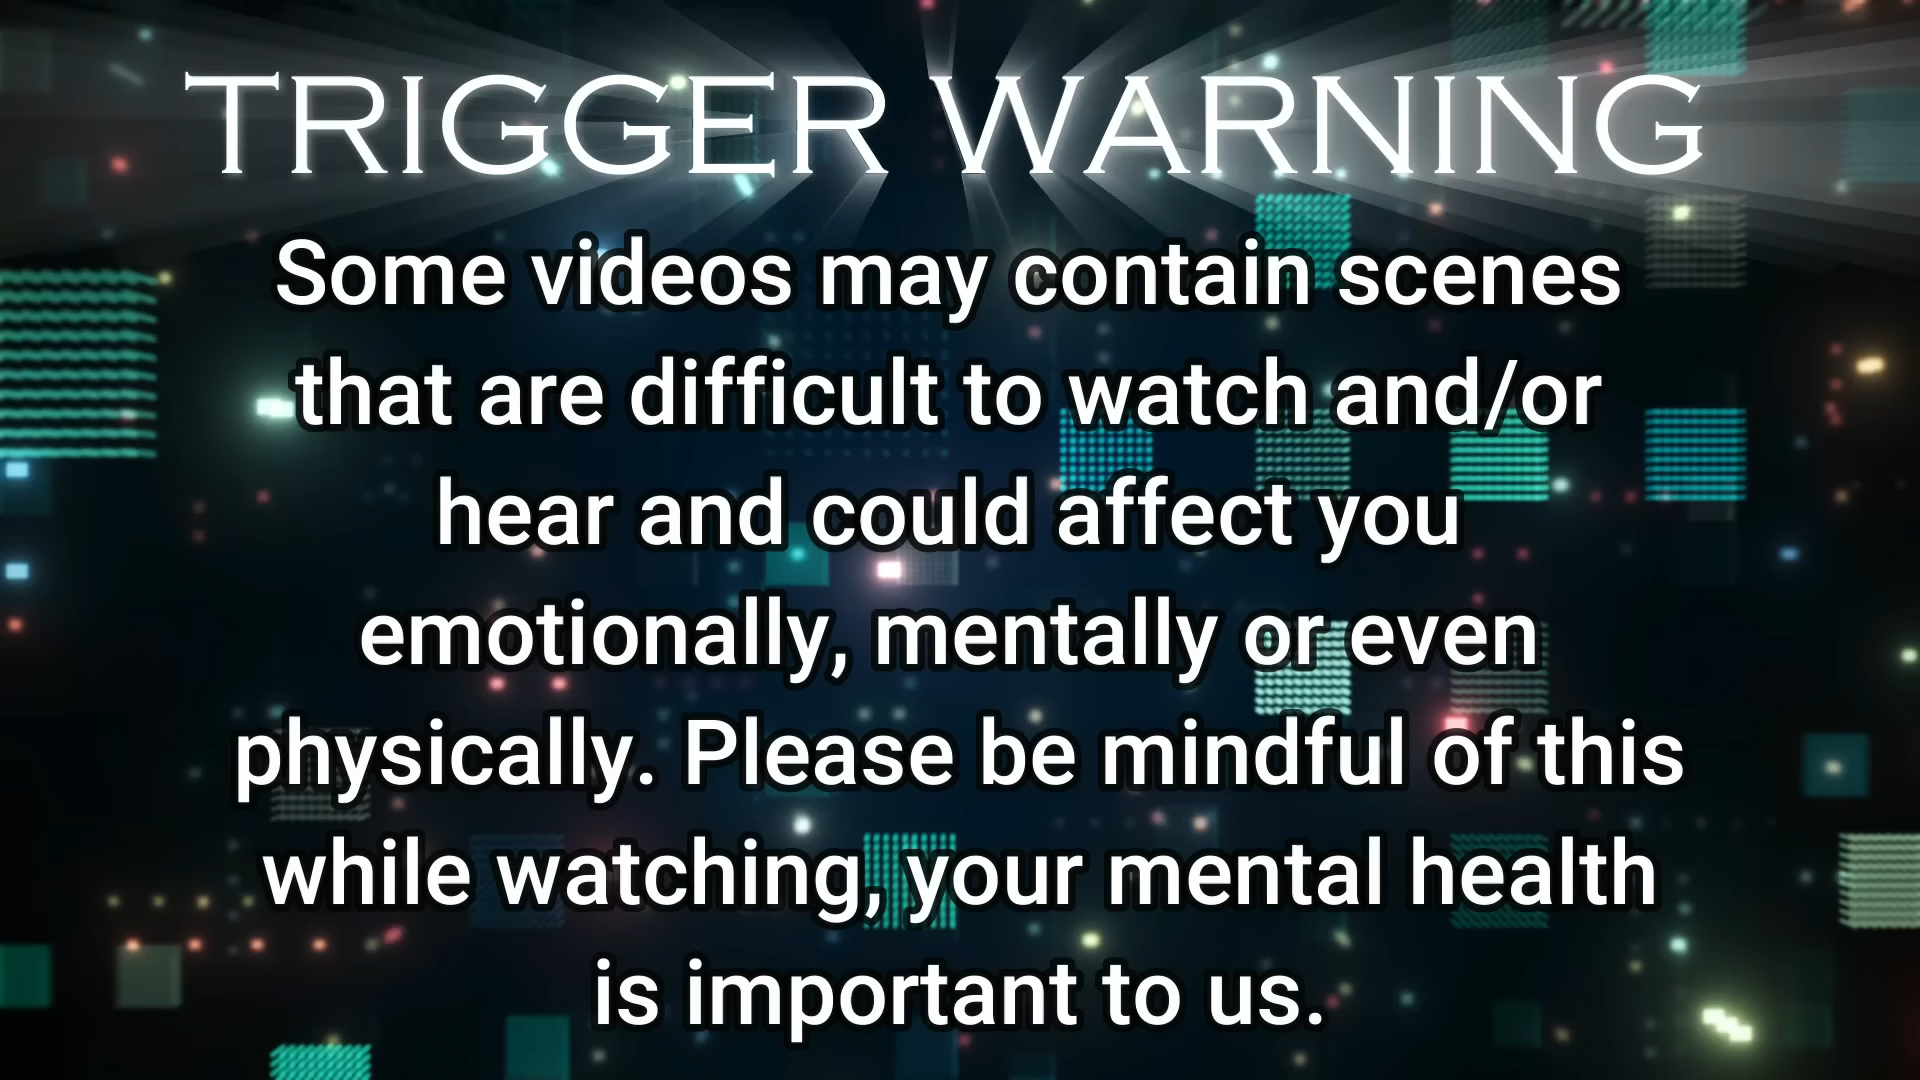 TRIGGER WARNING
Some videos may contain scenes
that are difficult to watch and/or
hear and could affect you
emotionally, mentally or even
physically. Please be mindful of this
while watching, your mental health
is important to us.